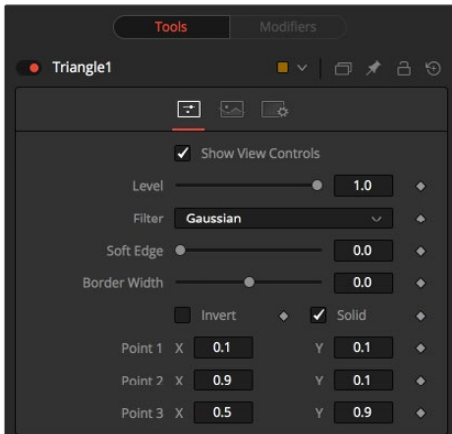 Tools Modifiers
Triangle1
Show View Controls
Level 1.0
Filter Gaussian
Soft Edge 0.0
Border Width 0.0
Invert Solid
Point 1 X 0.1 Y 0.1
Point 2 X 0.9 Y 0.1
Point 3 X 0.5 Y 0.9